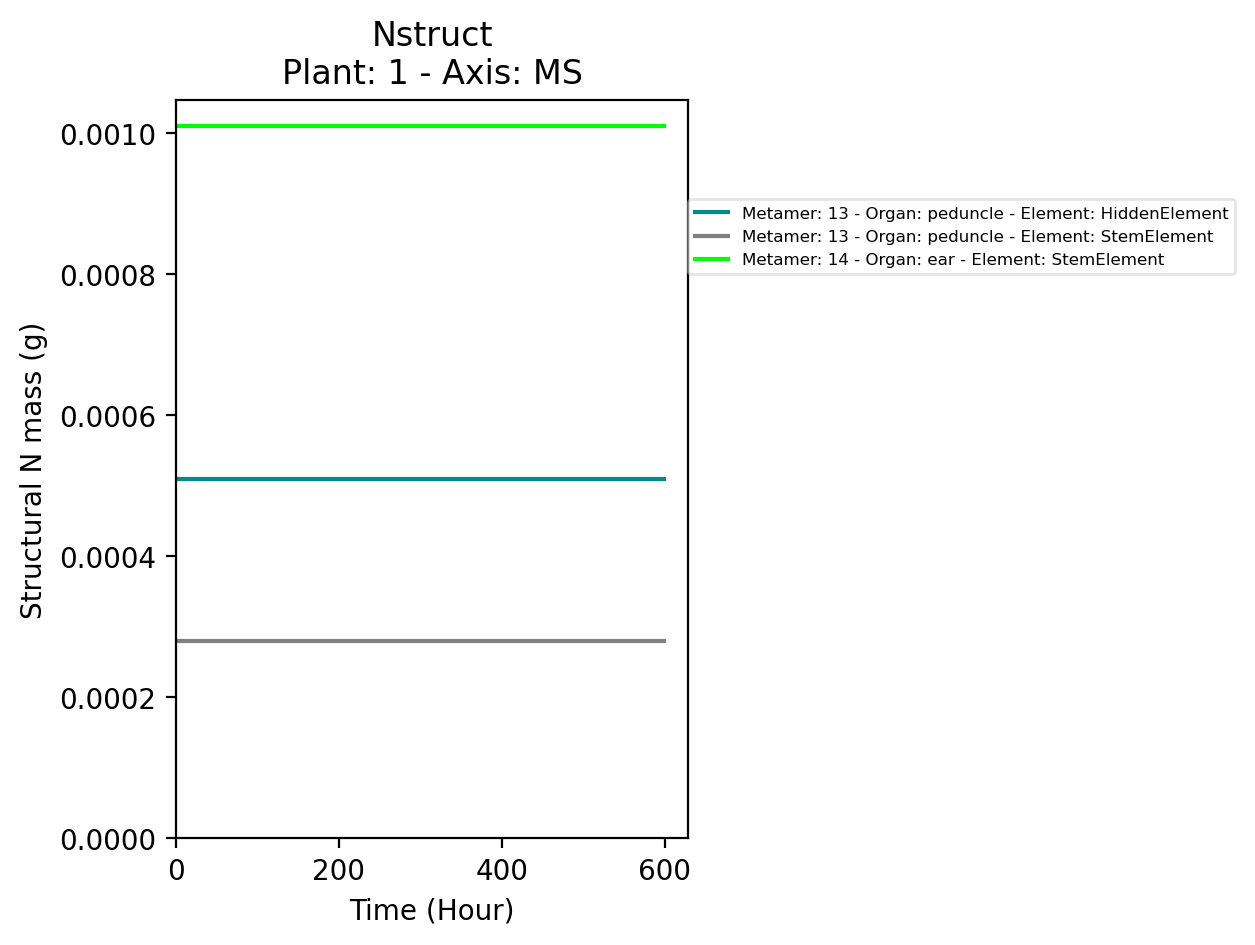 Nstruct
Plant: 1 - Axis: MS
0.0010
0.0008
0.0006
0.0004
0.0002
0.0000
Structural N mass (g)
0 200 400 600
Time (Hour)
Metamer: 13 - Organ: peduncle - Element: HiddenElement
Metamer: 13 - Organ: peduncle - Element: StemElement
Metamer: 14 - Organ: ear - Element: StemElement